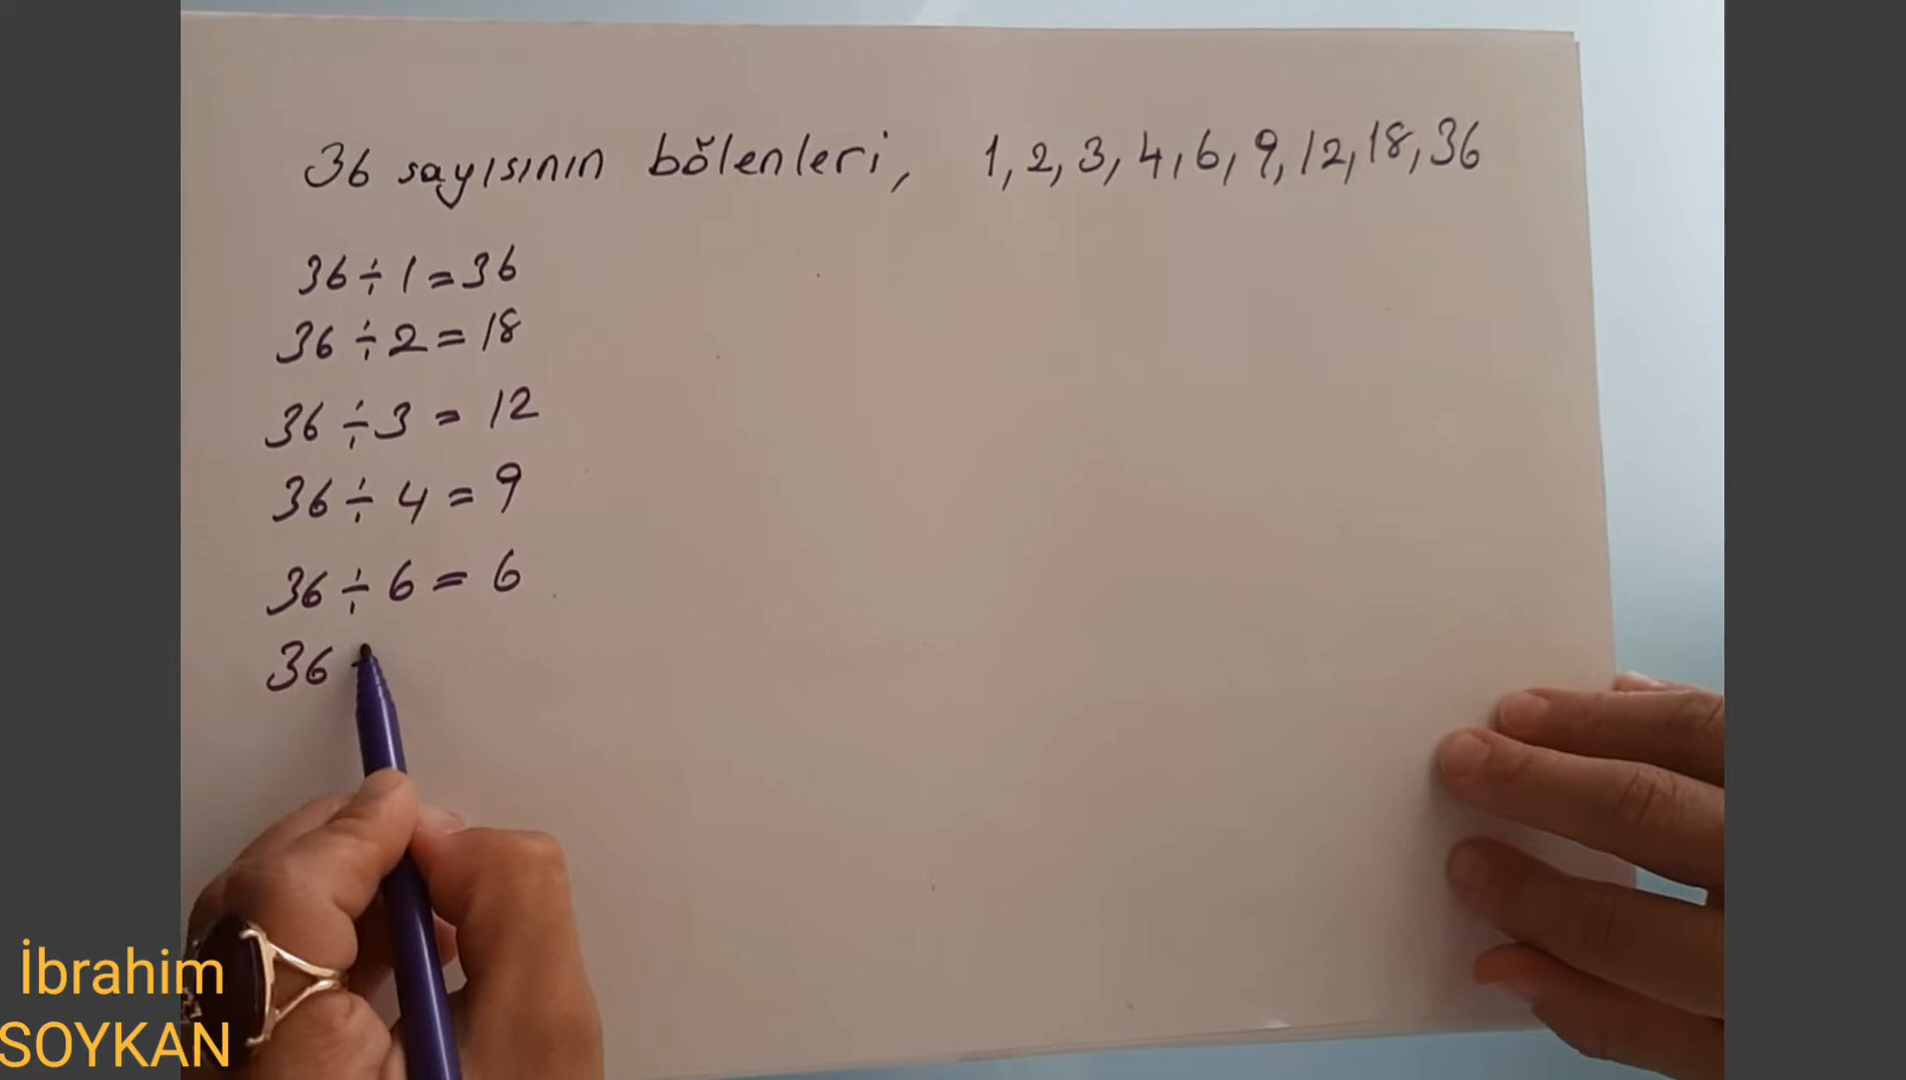 36 sayısının bölenleri, 1, 2, 3, 4, 6, 9, 12, 18, 36
36 ÷ 1 = 36
36 ÷ 2 = 18
36 ÷ 3 = 12
36 ÷ 4 = 9
36 ÷ 6 = 6
36 -
İbrahim
SOYKAN